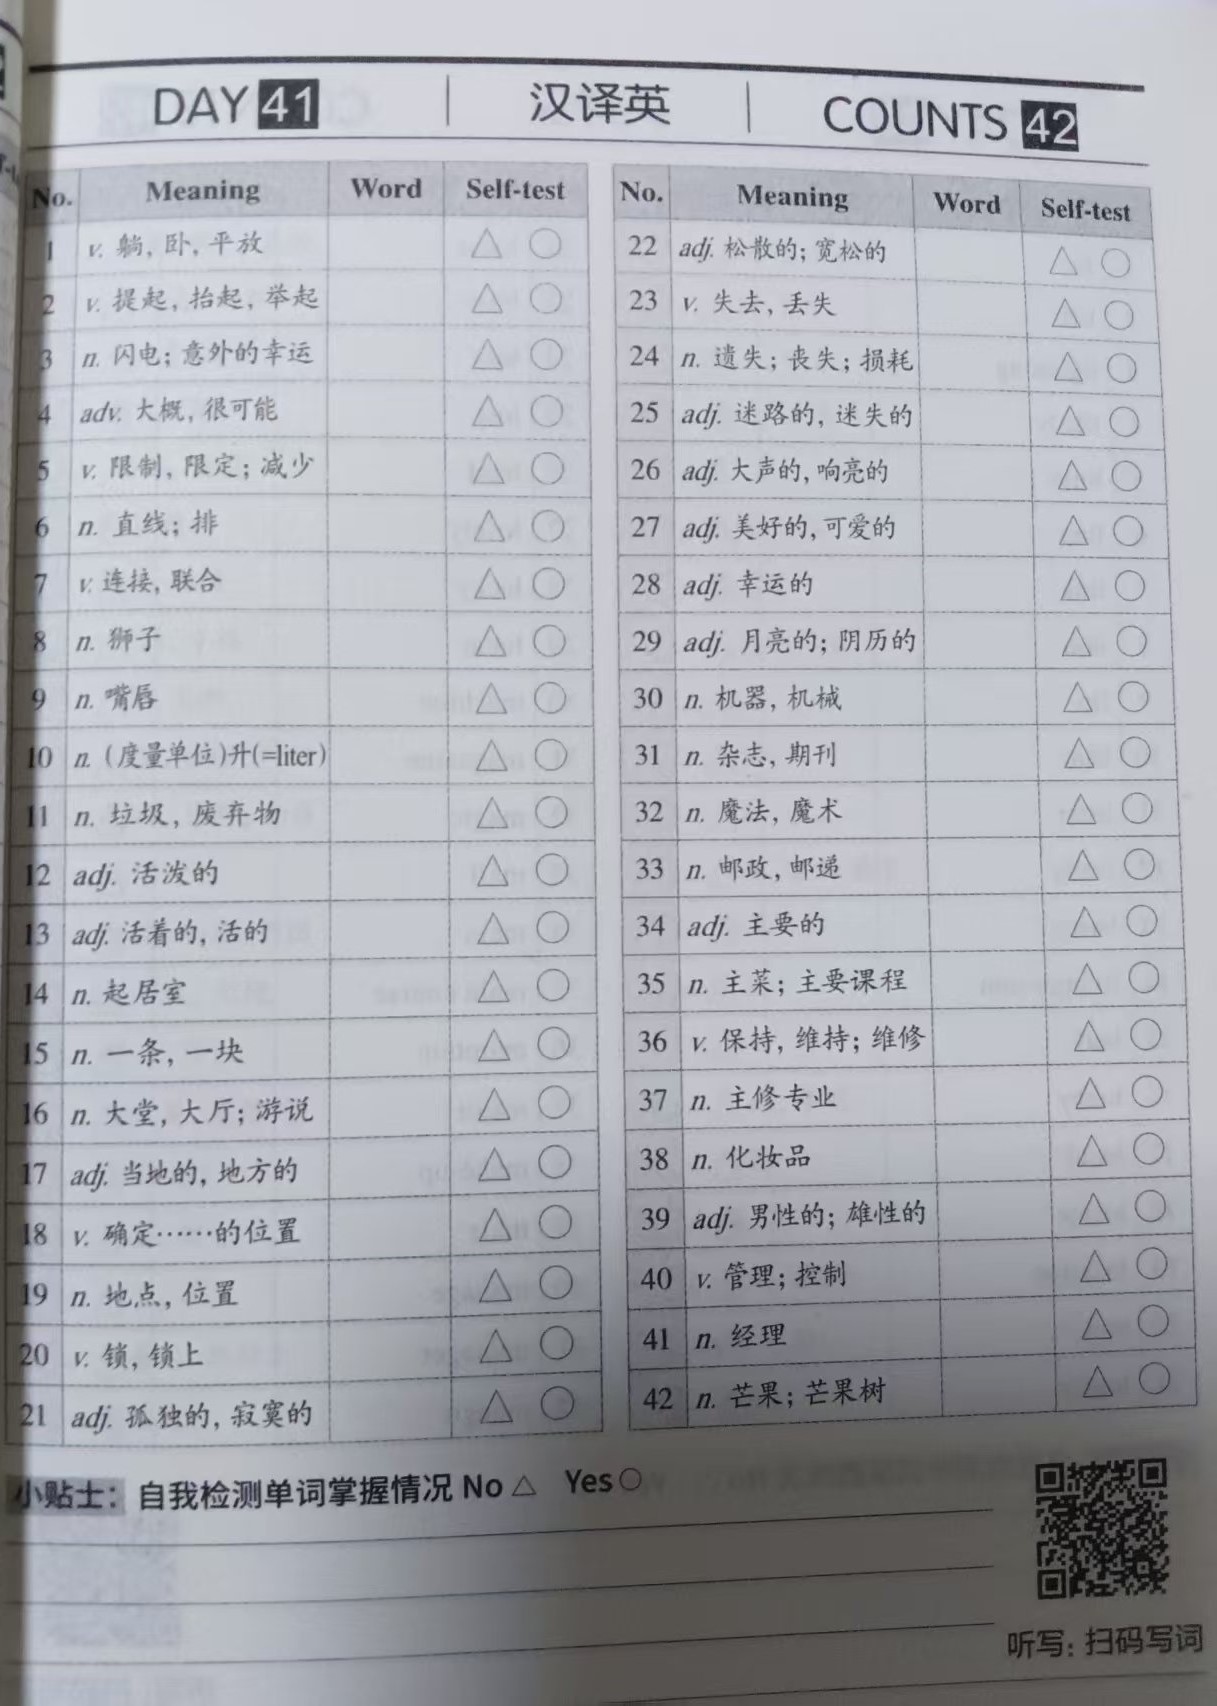 DAY 41 汉译英 COUNTS 42
No. Meaning Word Self-test
1 v. 躺, 卧, 平放 △ ○
2 v. 提起, 抬起, 举起 △ ○
3 n. 闪电; 意外的幸运 △ ○
4 adv. 大概, 很可能 △ ○
5 v. 限制, 限定; 减少 △ ○
6 n. 直线; 排 △ ○
7 v. 连接, 联合 △ ○
8 n. 狮子 △ ○
9 n. 嘴唇 △ ○
10 n. (度量单位)升(=liter) △ ○
11 n. 垃圾, 废弃物 △ ○
12 adj. 活泼的 △ ○
13 adj. 活着的, 活的 △ ○
14 n. 起居室 △ ○
15 n. 一条, 一块 △ ○
16 n. 大堂, 大厅; 游说 △ ○
17 adj. 当地的, 地方的 △ ○
18 v. 确定……的位置 △ ○
19 n. 地点, 位置 △ ○
20 v. 锁, 锁上 △ ○
21 adj. 孤独的, 寂寞的 △ ○
No. Meaning Word Self-test
22 adj. 松散的; 宽松的 △ ○
23 v. 失去, 丢失 △ ○
24 n. 遗失; 丧失; 损耗 △ ○
25 adj. 迷路的, 迷失的 △ ○
26 adj. 大声的, 响亮的 △ ○
27 adj. 美好的, 可爱的 △ ○
28 adj. 幸运的 △ ○
29 adj. 月亮的; 阴历的 △ ○
30 n. 机器, 机械 △ ○
31 n. 杂志, 期刊 △ ○
32 n. 魔法, 魔术 △ ○
33 n. 邮政, 邮递 △ ○
34 adj. 主要的 △ ○
35 n. 主菜; 主要课程 △ ○
36 v. 保持, 维持; 维修 △ ○
37 n. 主修专业 △ ○
38 n. 化妆品 △ ○
39 adj. 男性的; 雄性的 △ ○
40 v. 管理; 控制 △ ○
41 n. 经理 △ ○
42 n. 芒果; 芒果树 △ ○
小贴士: 自我检测单词掌握情况 No △ Yes ○
听写: 扫码写词